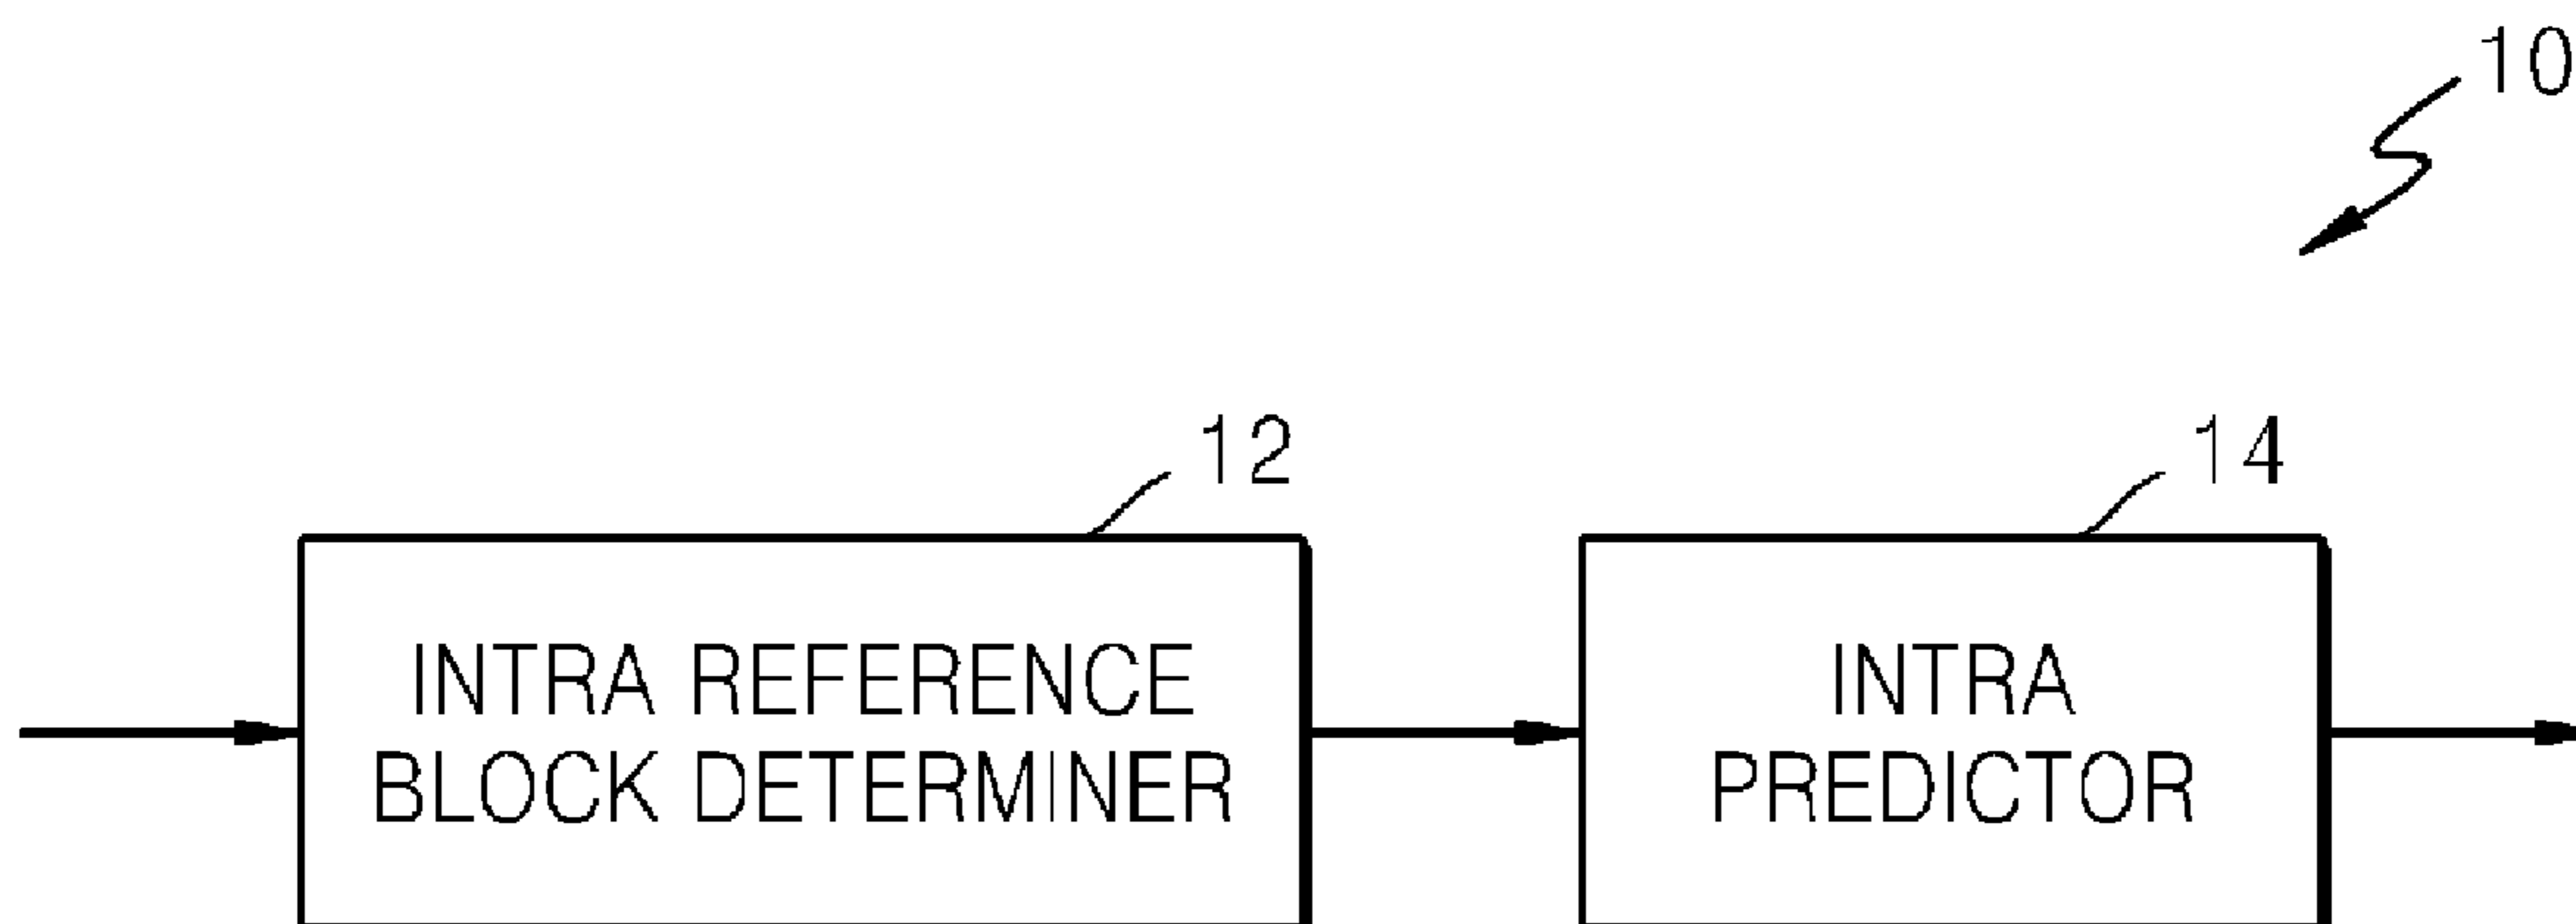 10
12
14
INTRA REFERENCE
BLOCK DETERMINER
INTRA
PREDICTOR